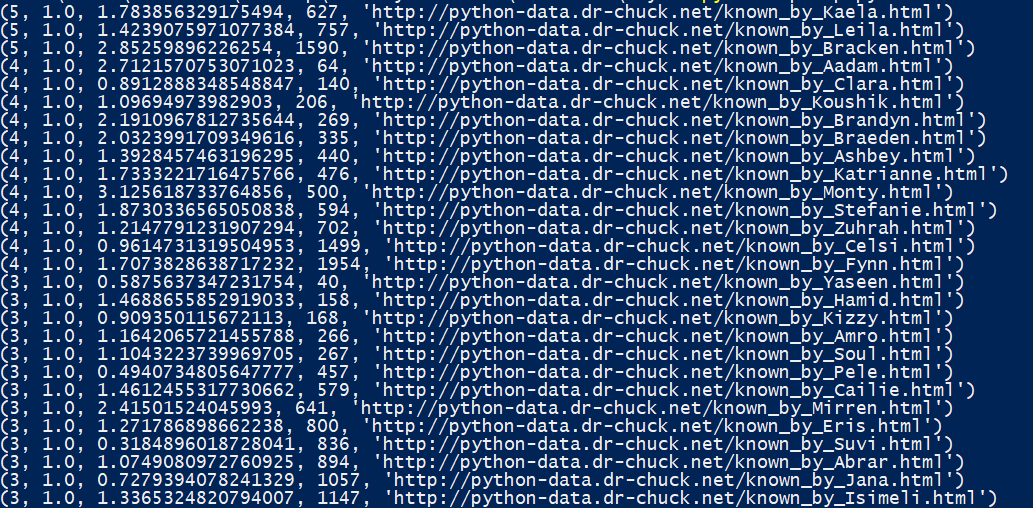 (5, 1.0, 1.783856329175494, 627, 'http://python-data.dr-chuck.net/known_by_Kaela.html')
(5, 1.0, 1.4239075971077384, 757, 'http://python-data.dr-chuck.net/known_by_Leila.html')
(5, 1.0, 2.85259896226254, 1590, 'http://python-data.dr-chuck.net/known_by_Bracken.html')
(4, 1.0, 2.7121570753071023, 64, 'http://python-data.dr-chuck.net/known_by_Aadam.html')
(4, 1.0, 0.8912888348548847, 140, 'http://python-data.dr-chuck.net/known_by_Clara.html')
(4, 1.0, 1.09694973982903, 206, 'http://python-data.dr-chuck.net/known_by_Koushik.html')
(4, 1.0, 2.1910967812735644, 269, 'http://python-data.dr-chuck.net/known_by_Brandyn.html')
(4, 1.0, 2.0323991709349616, 335, 'http://python-data.dr-chuck.net/known_by_Braeden.html')
(4, 1.0, 1.3928457463196295, 440, 'http://python-data.dr-chuck.net/known_by_Ashbey.html')
(4, 1.0, 1.7333221716475766, 476, 'http://python-data.dr-chuck.net/known_by_Katrianne.html')
(4, 1.0, 3.125618733764856, 500, 'http://python-data.dr-chuck.net/known_by_Monty.html')
(4, 1.0, 1.8730336565050838, 594, 'http://python-data.dr-chuck.net/known_by_Stefanie.html')
(4, 1.0, 1.2147791231907294, 702, 'http://python-data.dr-chuck.net/known_by_Zuhrah.html')
(4, 1.0, 0.9614731319504953, 1499, 'http://python-data.dr-chuck.net/known_by_Celsi.html')
(4, 1.0, 1.7073828638717232, 1954, 'http://python-data.dr-chuck.net/known_by_Fynn.html')
(3, 1.0, 0.5875637347231754, 40, 'http://python-data.dr-chuck.net/known_by_Yaseen.html')
(3, 1.0, 1.4688655852919033, 158, 'http://python-data.dr-chuck.net/known_by_Hamid.html')
(3, 1.0, 0.909350115672113, 168, 'http://python-data.dr-chuck.net/known_by_Kizzy.html')
(3, 1.0, 1.1642065721455788, 266, 'http://python-data.dr-chuck.net/known_by_Amro.html')
(3, 1.0, 1.1043223739969705, 267, 'http://python-data.dr-chuck.net/known_by_Soul.html')
(3, 1.0, 0.4940734805647777, 457, 'http://python-data.dr-chuck.net/known_by_Pele.html')
(3, 1.0, 1.4612455317730662, 579, 'http://python-data.dr-chuck.net/known_by_Cailie.html')
(3, 1.0, 2.41501524045993, 641, 'http://python-data.dr-chuck.net/known_by_Mirren.html')
(3, 1.0, 1.271786898662238, 800, 'http://python-data.dr-chuck.net/known_by_Eris.html')
(3, 1.0, 0.3184896018728041, 836, 'http://python-data.dr-chuck.net/known_by_Suvi.html')
(3, 1.0, 1.0749080972760925, 894, 'http://python-data.dr-chuck.net/known_by_Abrar.html')
(3, 1.0, 0.7279394078241329, 1057, 'http://python-data.dr-chuck.net/known_by_Jana.html')
(3, 1.0, 1.3365324820794007, 1147, 'http://python-data.dr-chuck.net/known_by_Isimeli.html')